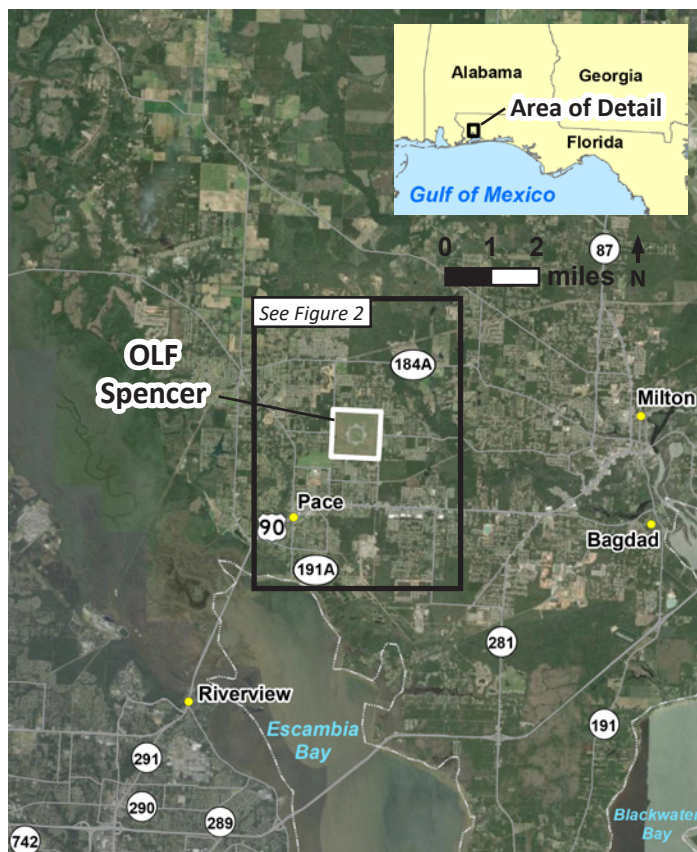 Alabama
Georgia
Area of Detail
Florida
Gulf of Mexico
0 1 2
miles
N
87
See Figure 2
OLF
Spencer
184A
Milton
Pace
90
Bagdad
191A
281
Riverview
Escambia
Bay
191
291
290
289
742
Blackwater
Bay